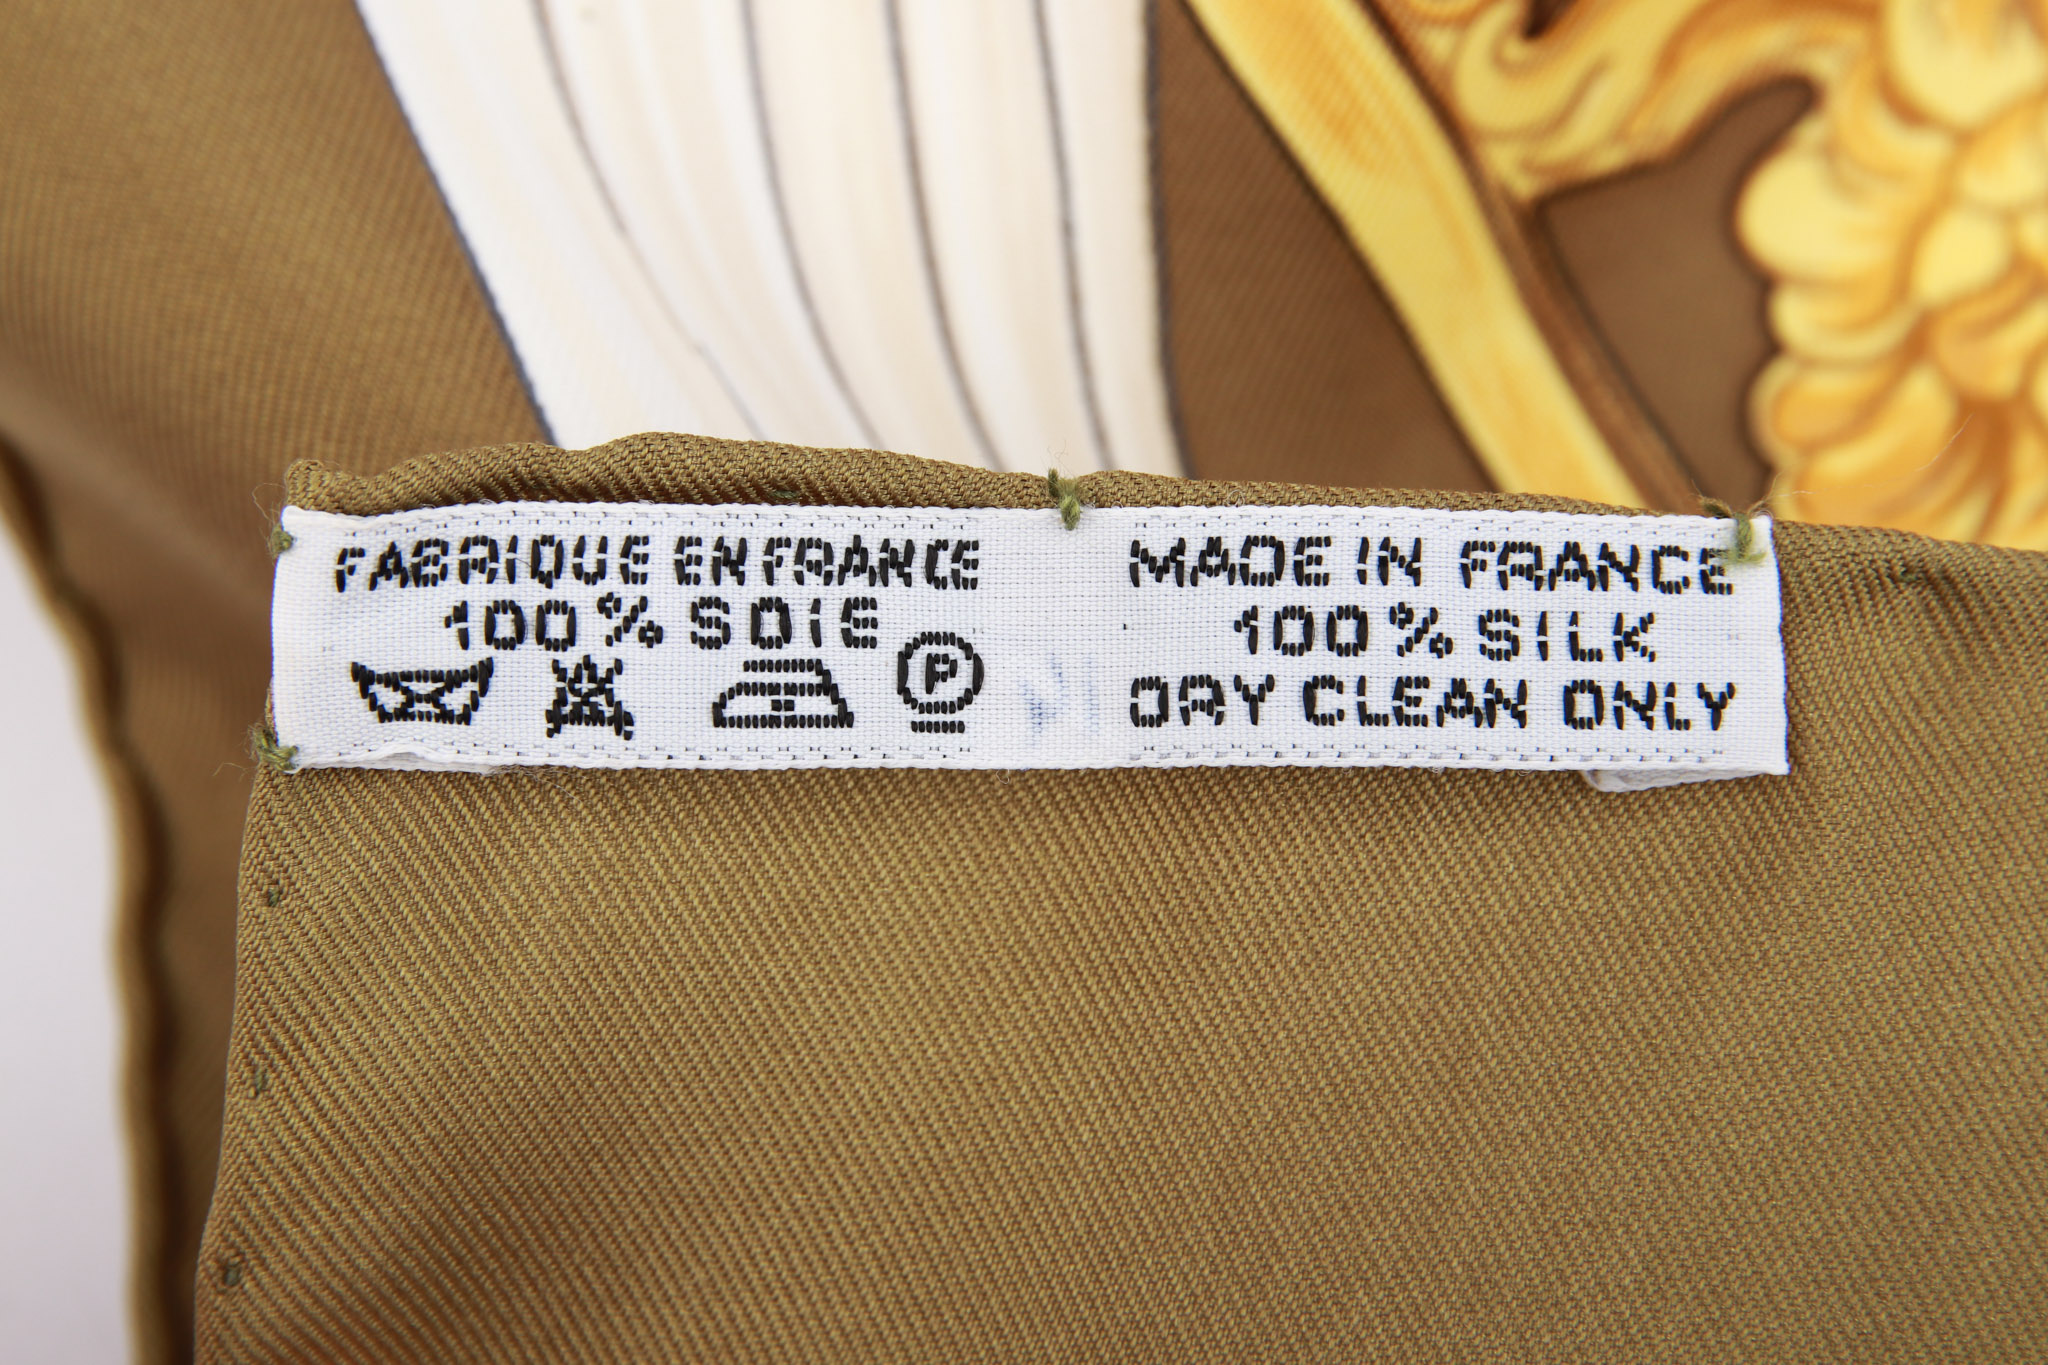 FABRIQUE EN FRANCE
100% SOIE
P
MADE IN FRANCE
100% SILK
DRY CLEAN ONLY